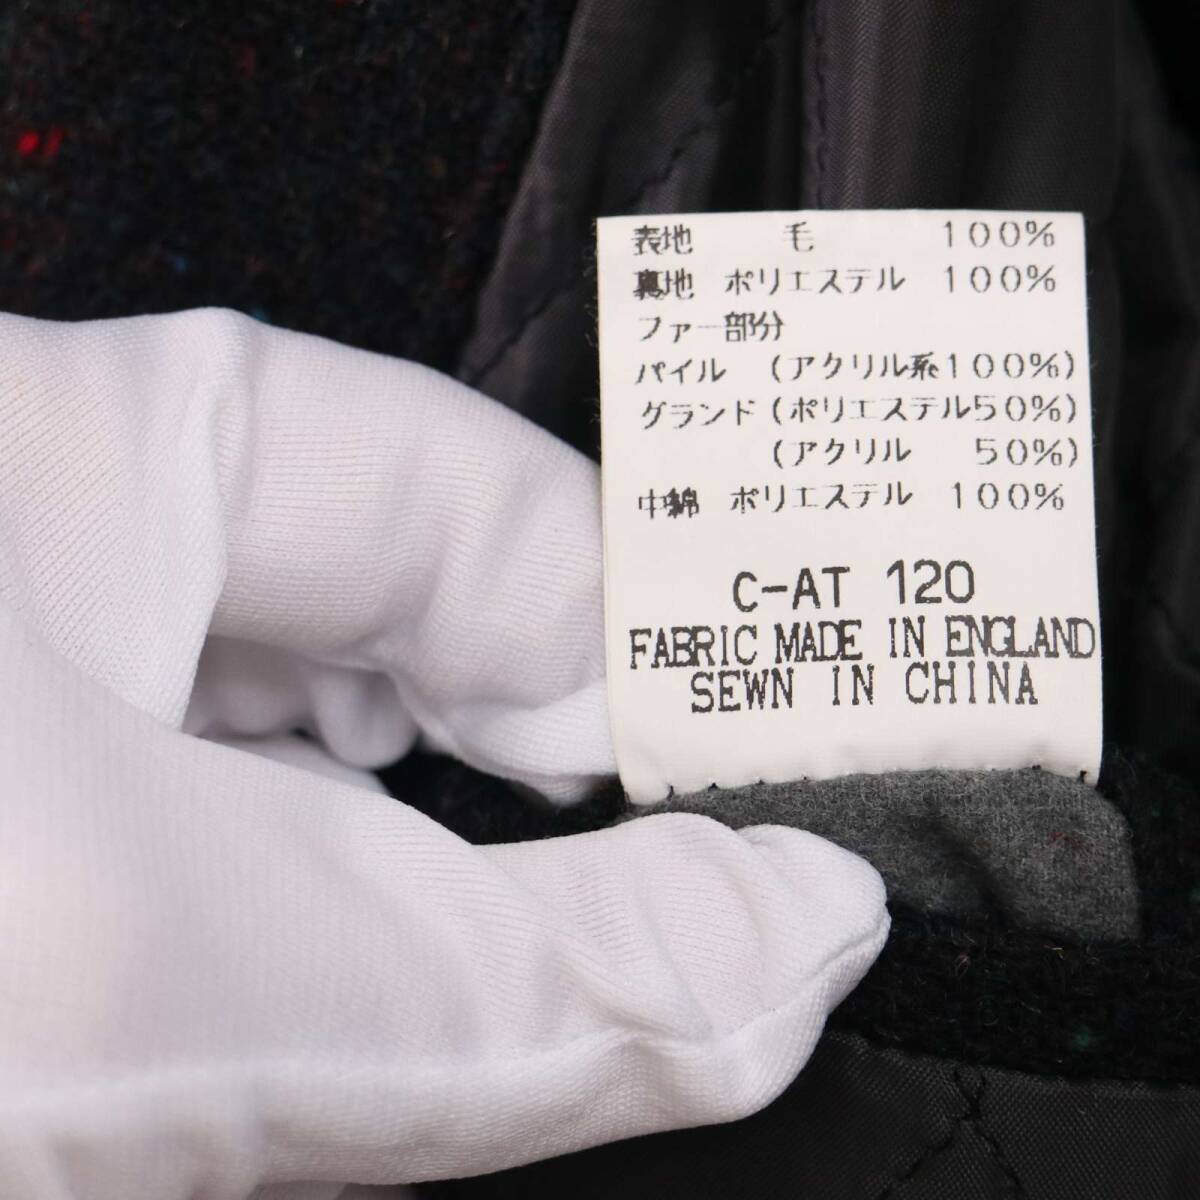 表地 毛 100%
裏地 ポリエステル 100%
ファー部分
パイル (アクリル系100%)
グランド(ポリエステル50%)
(アクリル 50%)
中綿 ポリエステル 100%
C-AT 120
FABRIC MADE IN ENGLAND
SEWN IN CHINA